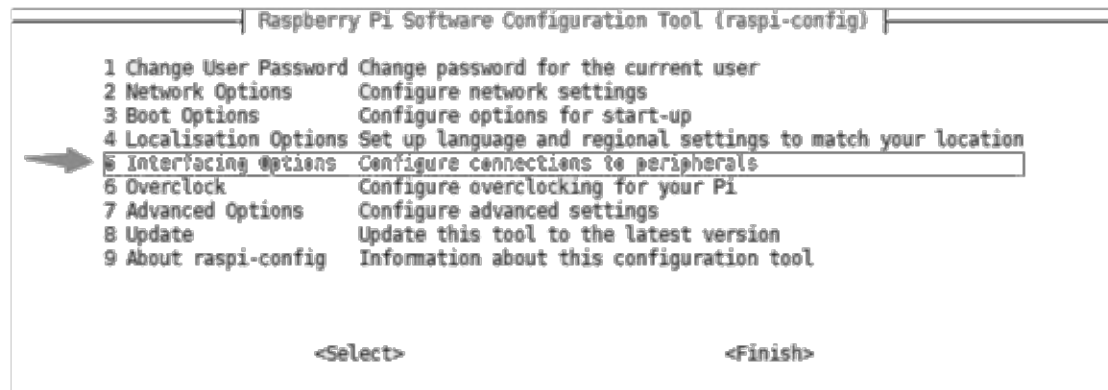 Raspberry Pi Software Configuration Tool (raspi-config)
1 Change User Password Change password for the current user
2 Network Options Configure network settings
3 Boot Options Configure options for start-up
4 Localisation Options Set up language and regional settings to match your location
5 Interfacing Options Configure connections to peripherals
6 Overclock Configure overclocking for your Pi
7 Advanced Options Configure advanced settings
8 Update Update this tool to the latest version
9 About raspi-config Information about this configuration tool
<Select> <Finish>